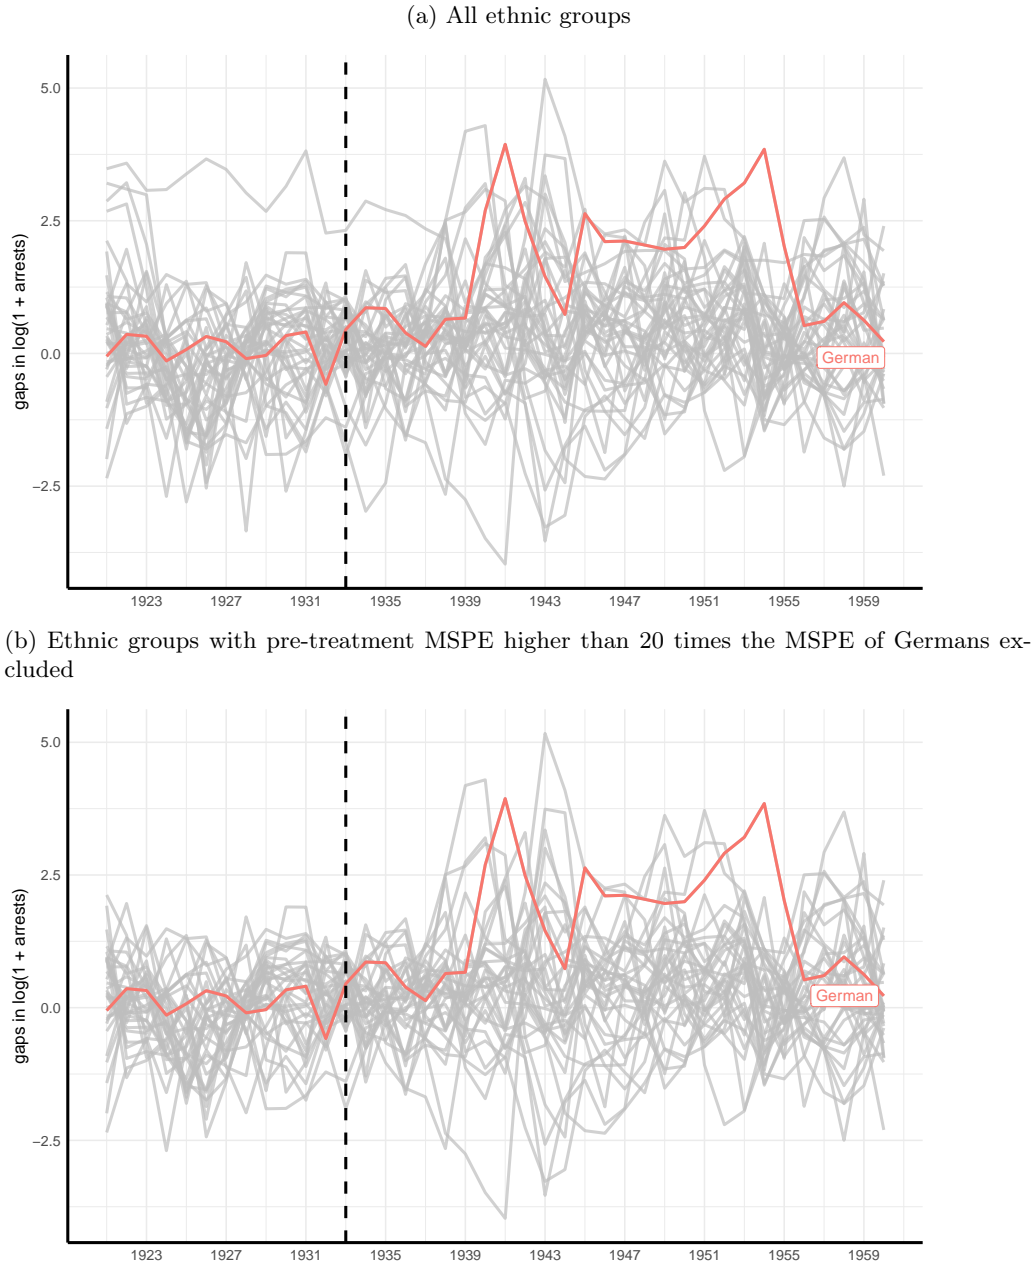 (a) All ethnic groups
gaps in log(1 + arrests)
5.0
2.5
0.0
−2.5
German
1923 1927 1931 1935 1939 1943 1947 1951 1955 1959
(b) Ethnic groups with pre-treatment MSPE higher than 20 times the MSPE of Germans ex-
cluded
gaps in log(1 + arrests)
5.0
2.5
0.0
−2.5
German
1923 1927 1931 1935 1939 1943 1947 1951 1955 1959